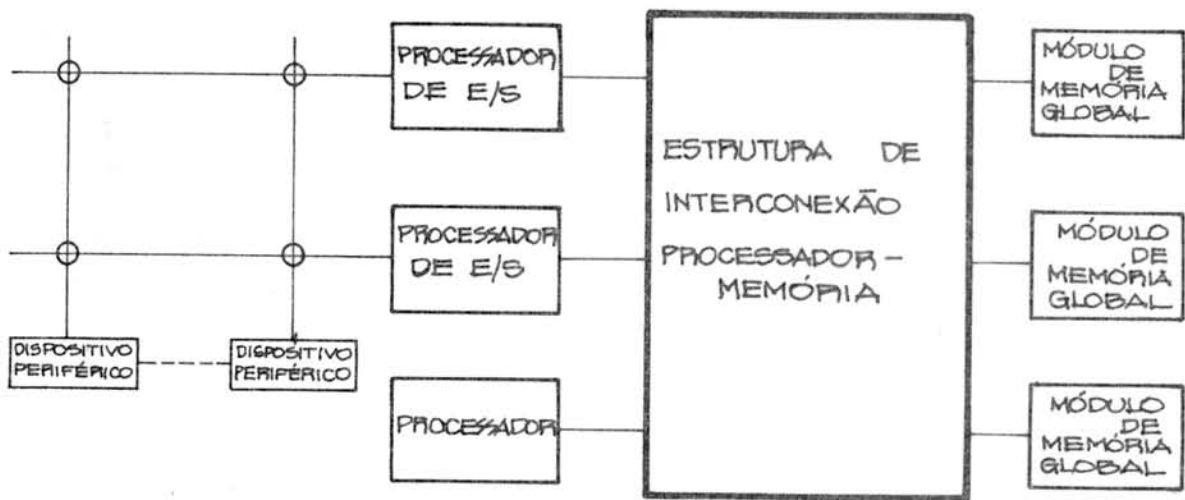 PROCESSADOR
DE E/S
PROCESSADOR
DE E/S
DISPOSITIVO
PERIFÉRICO
DISPOSITIVO
PERIFÉRICO
PROCESSADOR
ESTRUTURA DE
INTERCONEXÃO
PROCESSADOR-
MEMÓRIA
MÓDULO
DE
MEMÓRIA
GLOBAL
MÓDULO
DE
MEMÓRIA
GLOBAL
MÓDULO
DE
MEMÓRIA
GLOBAL